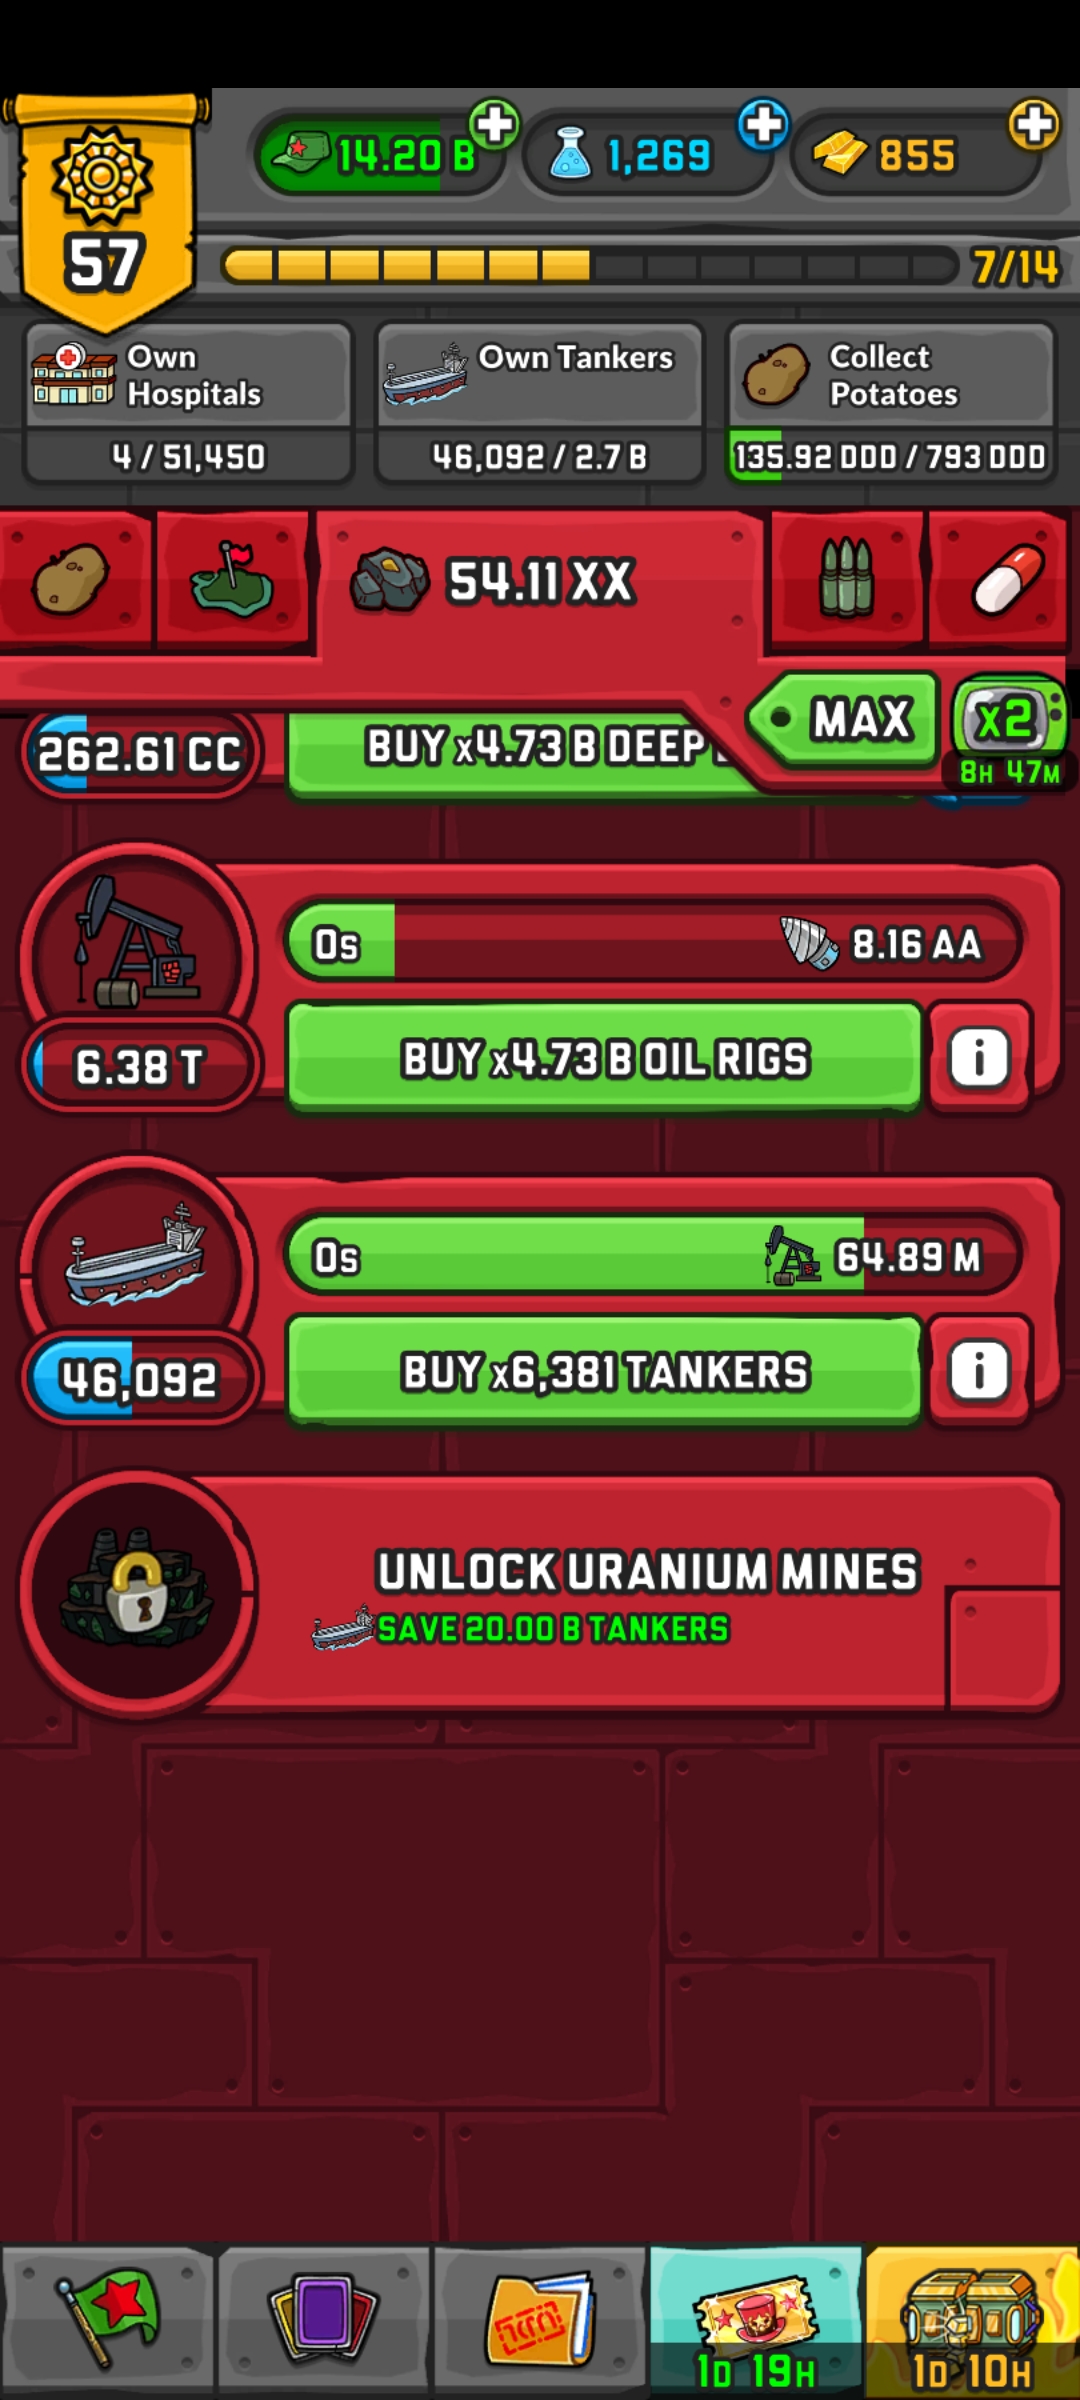 14.20 B
1,269
855
57
7/14
Own
Hospitals
4 / 51,450
Own Tankers
46,092 / 2.7 B
Collect
Potatoes
135.92 DDD / 793 DDD
54.11 XX
MAX
x2
8H 47M
262.61 CC
BUY x4.73 B DEEP
0s
8.16 AA
6.38 T
BUY x4.73 B OIL RIGS
i
0s
64.89 M
46,092
BUY x6,381 TANKERS
i
UNLOCK URANIUM MINES
SAVE 20.00 B TANKERS
1D 19H
1D 10H